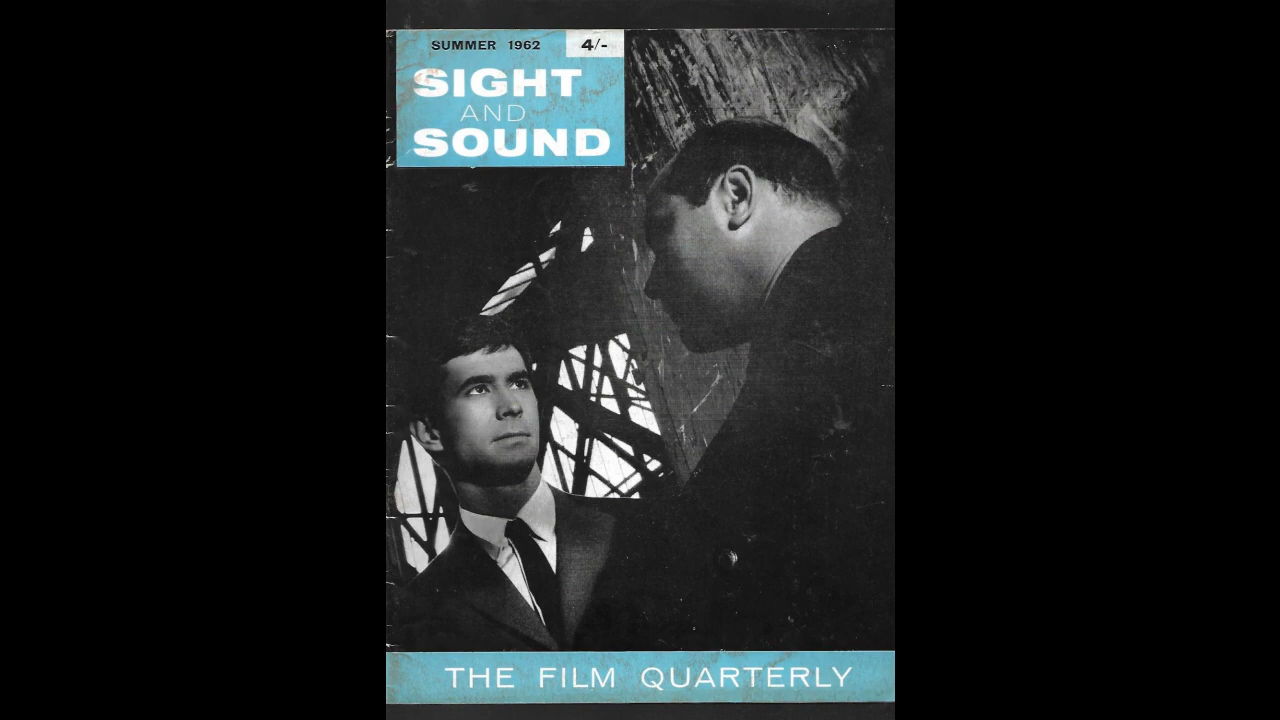 SUMMER 1962 4/-
SIGHT
AND
SOUND
THE FILM QUARTERLY